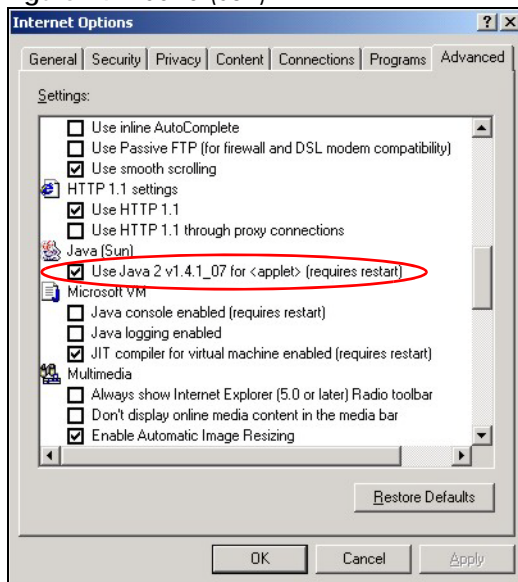 Internet Options
General Security Privacy Content Connections Programs Advanced
Settings:
Use inline AutoComplete
Use Passive FTP (for firewall and DSL modem compatibility)
Use smooth scrolling
HTTP 1.1 settings
Use HTTP 1.1
Use HTTP 1.1 through proxy connections
Java (Sun)
Use Java 2 v1.4.1_07 for <applet> (requires restart)
Microsoft VM
Java console enabled (requires restart)
Java logging enabled
JIT compiler for virtual machine enabled (requires restart)
Multimedia
Always show Internet Explorer (5.0 or later) Radio toolbar
Don't display online media content in the media bar
Enable Automatic Image Resizing
Restore Defaults
OK Cancel Apply